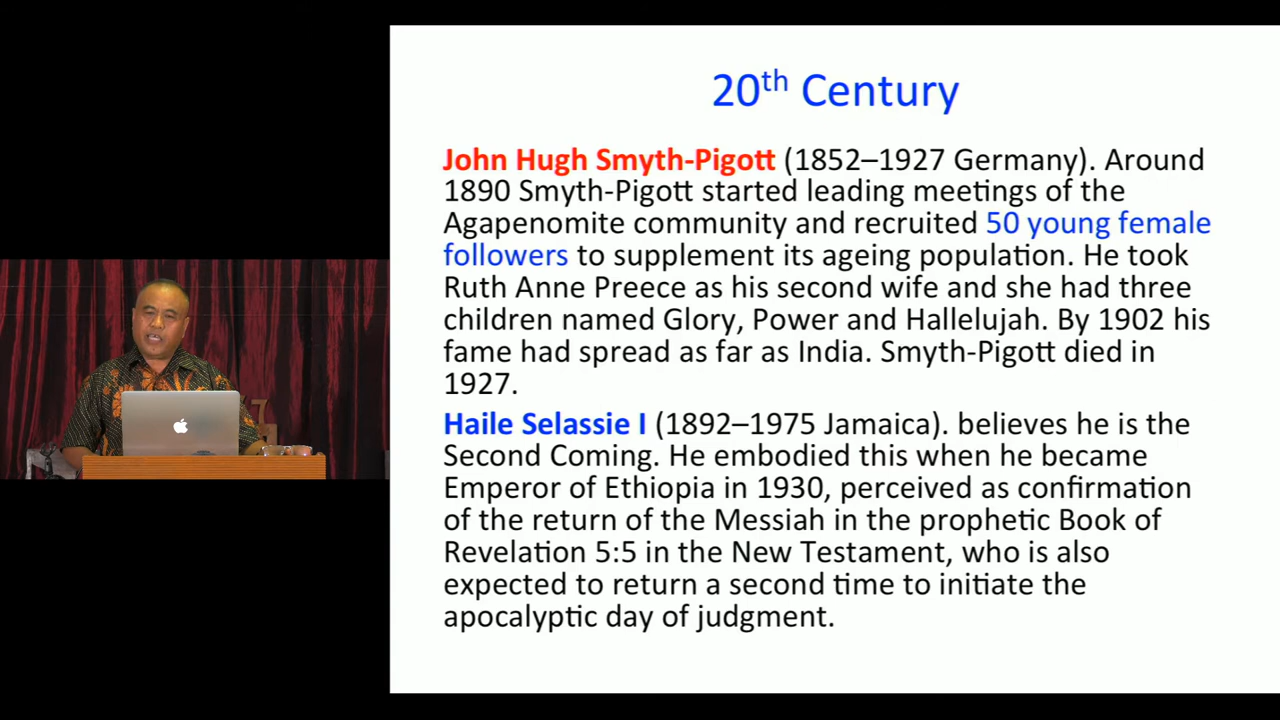 20th Century
John Hugh Smyth-Pigott (1852–1927 Germany). Around
1890 Smyth-Pigott started leading meetings of the
Agapenomite community and recruited 50 young female
followers to supplement its ageing population. He took
Ruth Anne Preece as his second wife and she had three
children named Glory, Power and Hallelujah. By 1902 his
fame had spread as far as India. Smyth-Pigott died in
1927.
Haile Selassie I (1892–1975 Jamaica). believes he is the
Second Coming. He embodied this when he became
Emperor of Ethiopia in 1930, perceived as confirmation
of the return of the Messiah in the prophetic Book of
Revelation 5:5 in the New Testament, who is also
expected to return a second time to initiate the
apocalyptic day of judgment.